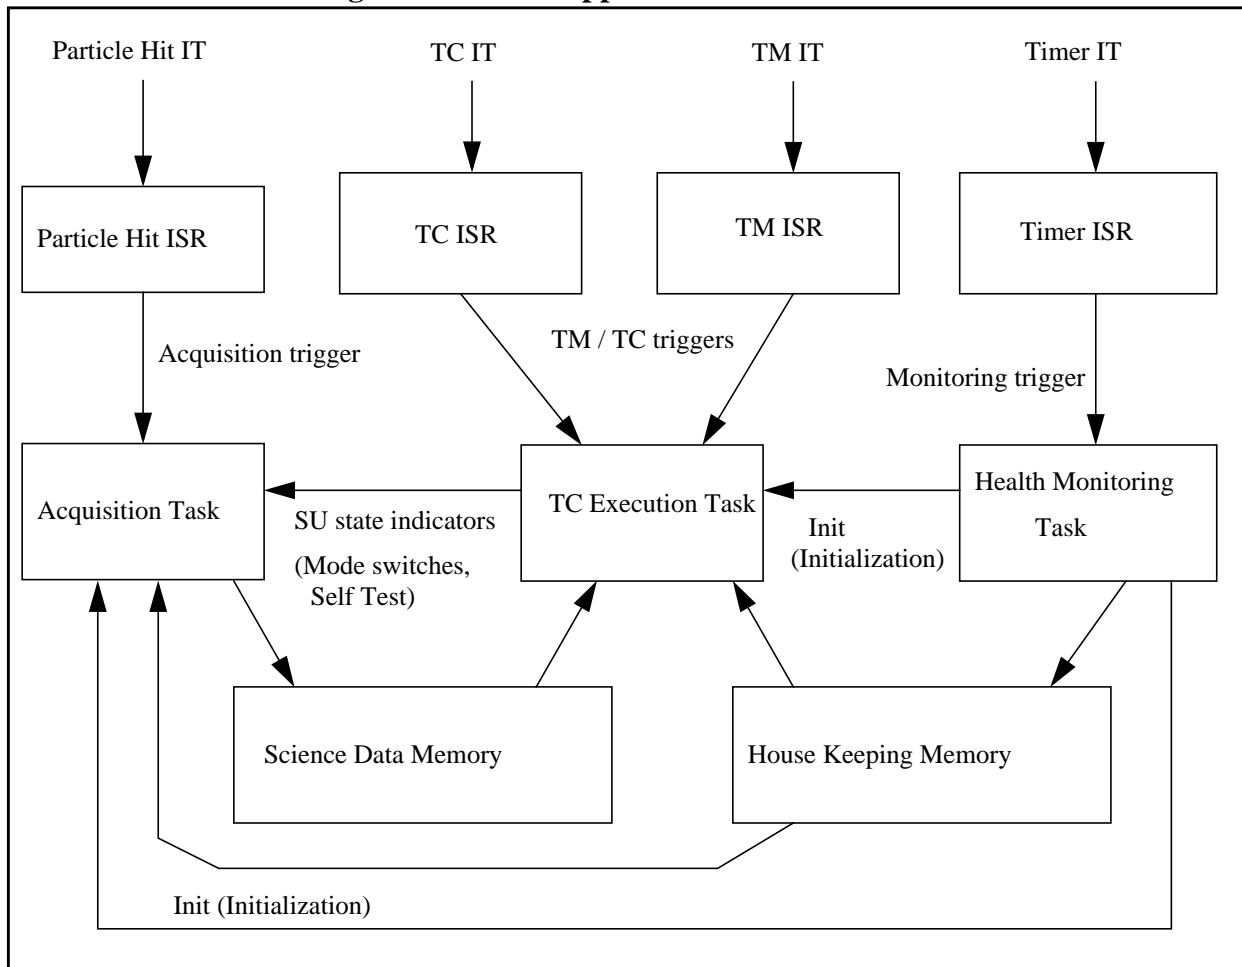 Particle Hit IT
TC IT
TM IT
Timer IT
Particle Hit ISR
TC ISR
TM ISR
Timer ISR
Acquisition trigger
TM / TC triggers
Monitoring trigger
Acquisition Task
SU state indicators
(Mode switches,
Self Test)
TC Execution Task
Init
(Initialization)
Health Monitoring
Task
Science Data Memory
House Keeping Memory
Init (Initialization)